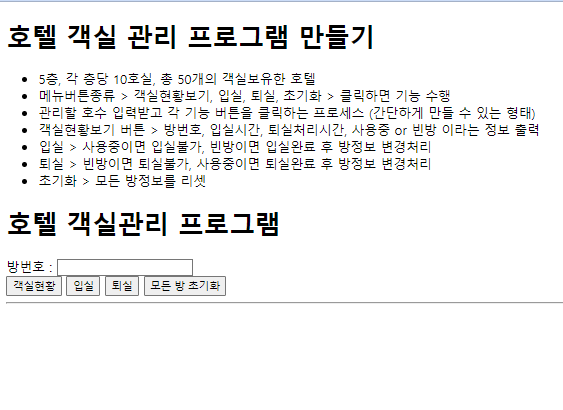 호텔 객실 관리 프로그램 만들기
5층, 각 층당 10호실, 총 50개의 객실보유한 호텔
메뉴버튼종류 > 객실현황보기, 입실, 퇴실, 초기화 > 클릭하면 기능 수행
관리할 호수 입력받고 각 기능 버튼을 클릭하는 프로세스 (간단하게 만들 수 있는 형태)
객실현황보기 버튼 > 방번호, 입실시간, 퇴실처리시간, 사용중 or 빈방 이라는 정보 출력
입실 > 사용중이면 입실불가, 빈방이면 입실완료 후 방정보 변경처리
퇴실 > 빈방이면 퇴실불가, 사용중이면 퇴실완료 후 방정보 변경처리
초기화 > 모든 방정보를 리셋
호텔 객실관리 프로그램
방번호 :
객실현황 입실 퇴실 모든 방 초기화